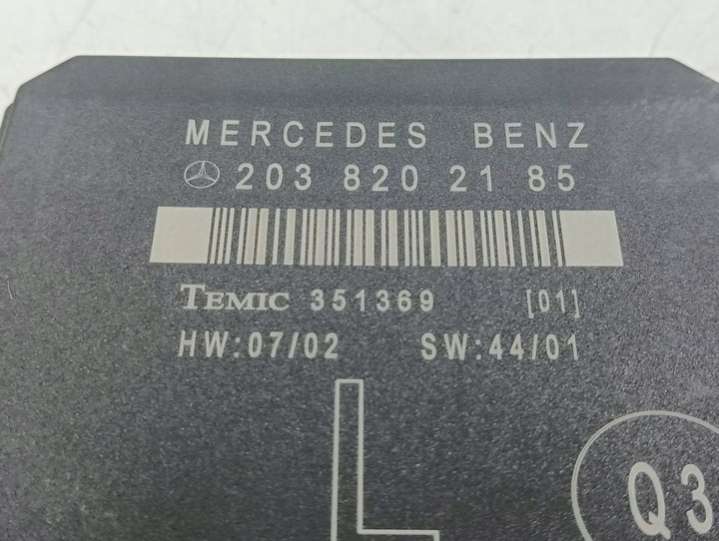 MERCEDES BENZ
203 820 21 85
TEMIC 351369 [01]
HW:07/02 SW:44/01
L
Q3